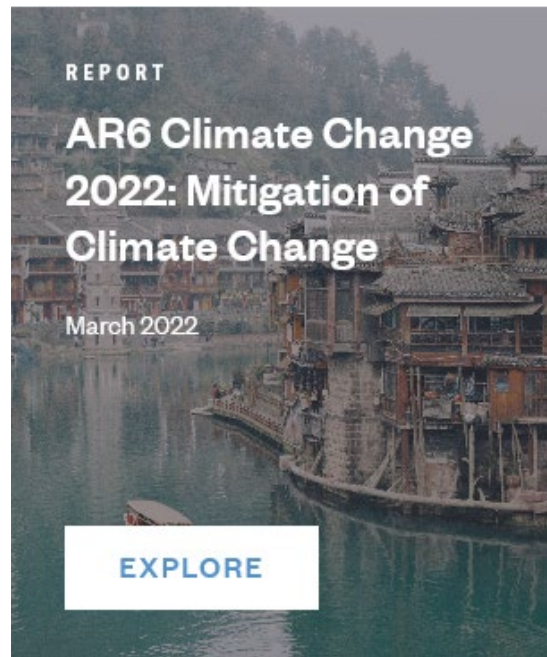 REPORT
AR6 Climate Change
2022: Mitigation of
Climate Change
March 2022
EXPLORE